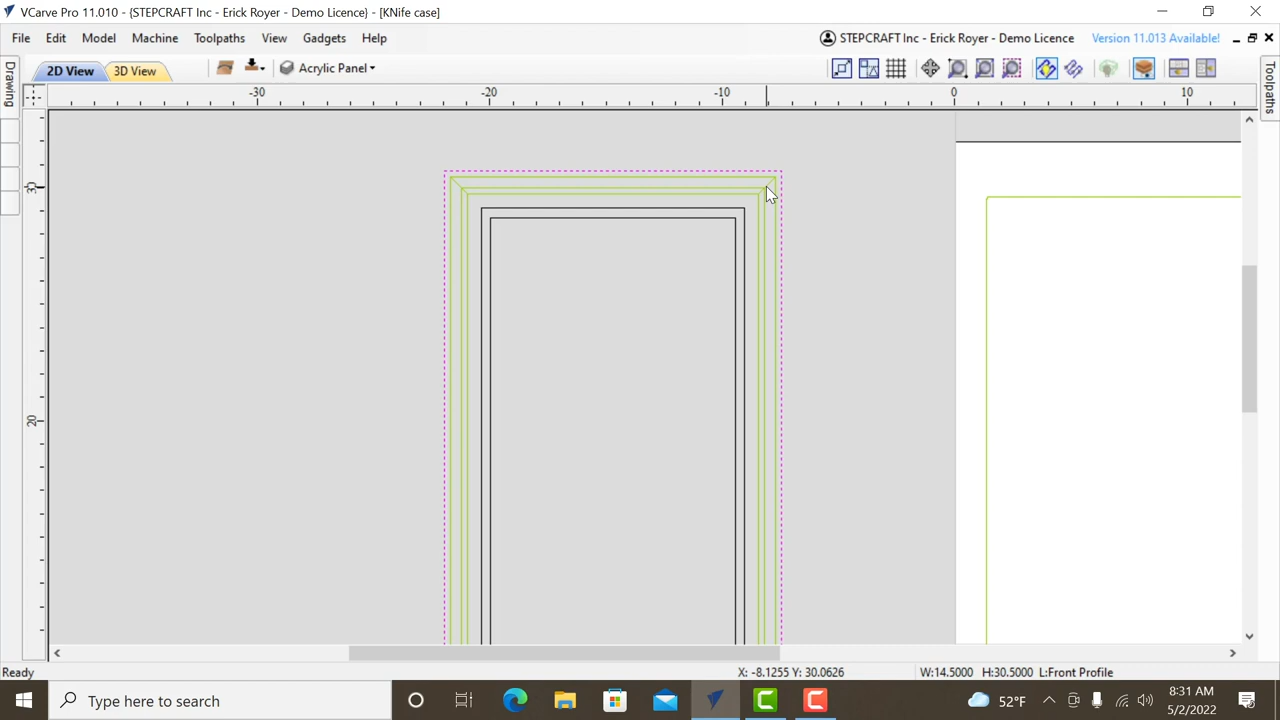 VCarve Pro 11.010 - {STEPCRAFT Inc - Erick Royer - Demo Licence} - [KNife case]
File Edit Model Machine Toolpaths View Gadgets Help
STEPCRAFT Inc - Erick Royer - Demo Licence Version 11.013 Available!
Drawing
2D View 3D View Acrylic Panel
Toolpaths
-30 -20 -10 0 10
30
20
Ready X: -8.1255 Y: 30.0626 W:14.5000 H:30.5000 L:Front Profile
Type here to search
52°F
8:31 AM
5/2/2022